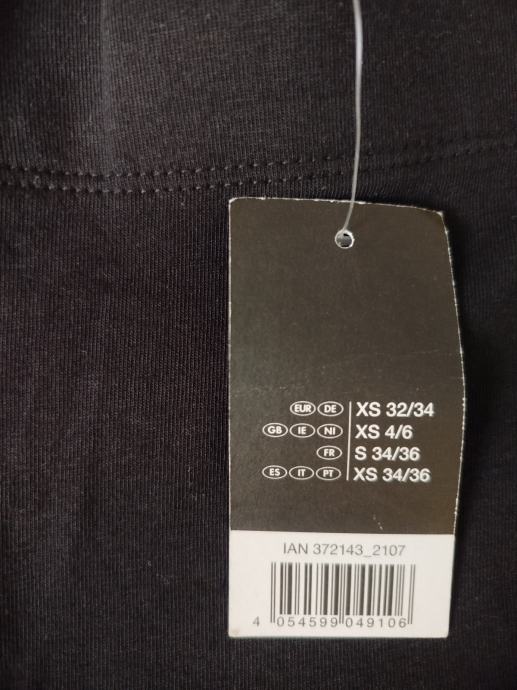 EUR DE XS 32/34
GB IE NI XS 4/6
FR S 34/36
ES IT PT XS 34/36
IAN 372143_2107
4 054599 049106